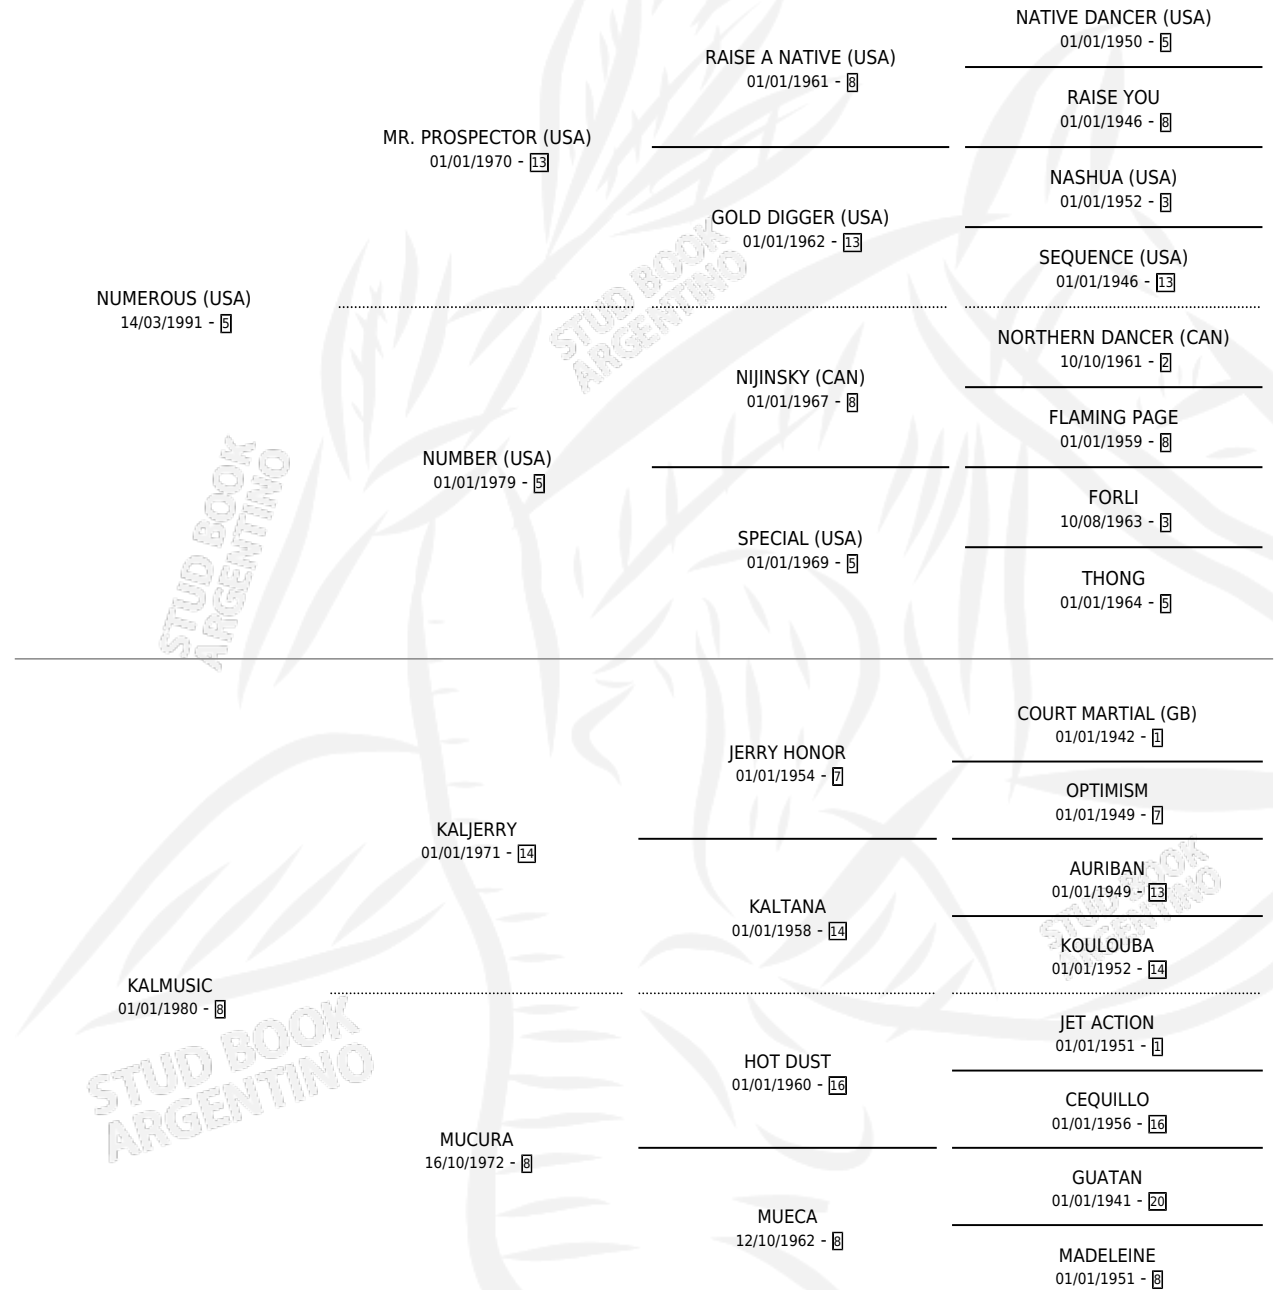 NUMEROUS (USA)
14/03/1991 - 5
MR. PROSPECTOR (USA)
01/01/1970 - 13
RAISE A NATIVE (USA)
01/01/1961 - 8
NATIVE DANCER (USA)
01/01/1950 - 5
RAISE YOU
01/01/1946 - 8
GOLD DIGGER (USA)
01/01/1962 - 13
NASHUA (USA)
01/01/1952 - 3
SEQUENCE (USA)
01/01/1946 - 13
NUMBER (USA)
01/01/1979 - 5
NIJINSKY (CAN)
01/01/1967 - 8
NORTHERN DANCER (CAN)
10/10/1961 - 2
FLAMING PAGE
01/01/1959 - 8
SPECIAL (USA)
01/01/1969 - 5
FORLI
10/08/1963 - 3
THONG
01/01/1964 - 5
KALMUSIC
01/01/1980 - 8
KALJERRY
01/01/1971 - 14
JERRY HONOR
01/01/1954 - 7
COURT MARTIAL (GB)
01/01/1942 - 1
OPTIMISM
01/01/1949 - 7
KALTANA
01/01/1958 - 14
AURIBAN
01/01/1949 - 13
KOULOUBA
01/01/1952 - 14
MUCURA
16/10/1972 - 8
HOT DUST
01/01/1960 - 16
JET ACTION
01/01/1951 - 1
CEQUILLO
01/01/1956 - 16
MUECA
12/10/1962 - 8
GUATAN
01/01/1941 - 20
MADELEINE
01/01/1951 - 8
STUD BOOK
ARGENTINO
STUD BOOK
ARGENTINO
STUD BOOK
ARGENTINO
STUD BOOK
ARGENTINO